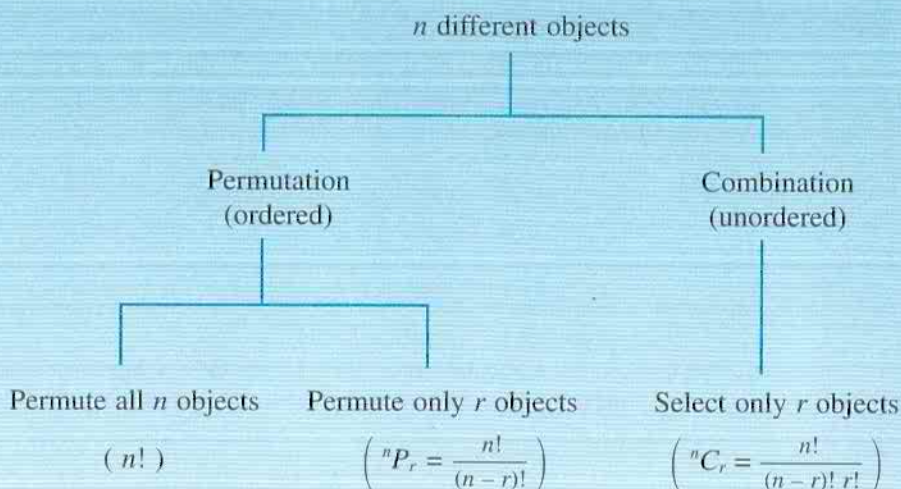 n different objects
Permutation
(ordered)
Combination
(unordered)
Permute all n objects
Permute only r objects
Select only r objects
( n! )
( ⁿPᵣ = n! / (n − r)! )
( ⁿCᵣ = n! / (n − r)! r! )